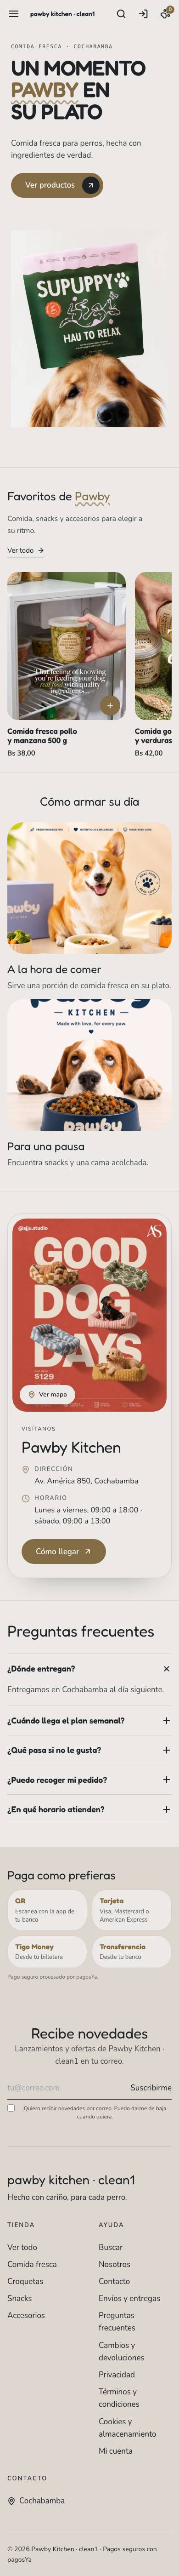 pawby kitchen · clean1
0
COMIDA FRESCA · COCHABAMBA
UN MOMENTO
PAWBY EN
SU PLATO
Comida fresca para perros, hecha con
ingredientes de verdad.
Ver productos
SUPUPPY
HAU TO RELAX
Favoritos de Pawby
Comida, snacks y accesorios para elegir a
su ritmo.
Ver todo
That feeling of knowing
you're feeding your dog
real food with quality
ingredients.
Comida fresca pollo
y manzana 500 g
Bs 38,00
Comida go
y verduras
Bs 42,00
Cómo armar su día
pawby
A la hora de comer
Sirve una porción de comida fresca en su plato.
pawby
KITCHEN
Made with love, for every paw.
pawby
Para una pausa
Encuentra snacks y una cama acolchada.
@ajju.studio
AS
GOOD
DOG
DAYS
$129
Ver mapa
VISÍTANOS
Pawby Kitchen
DIRECCIÓN
Av. América 850, Cochabamba
HORARIO
Lunes a viernes, 09:00 a 18:00 ·
sábado, 09:00 a 13:00
Cómo llegar
Preguntas frecuentes
¿Dónde entregan?
Entregamos en Cochabamba al día siguiente.
¿Cuándo llega el plan semanal?
¿Qué pasa si no le gusta?
¿Puedo recoger mi pedido?
¿En qué horario atienden?
Paga como prefieras
QR
Escanea con la app de
tu banco
Tarjeta
Visa, Mastercard o
American Express
Tigo Money
Desde tu billetera
Transferencia
Desde tu banco
Pago seguro procesado por pagosYa.
Recibe novedades
Lanzamientos y ofertas de Pawby Kitchen ·
clean1 en tu correo.
tu@correo.com
Suscribirme
Quiero recibir novedades por correo. Puedo darme de baja
cuando quiera.
pawby kitchen · clean1
Hecho con cariño, para cada perro.
TIENDA
Ver todo
Comida fresca
Croquetas
Snacks
Accesorios
AYUDA
Buscar
Nosotros
Contacto
Envíos y entregas
Preguntas
frecuentes
Cambios y
devoluciones
Privacidad
Términos y
condiciones
Cookies y
almacenamiento
Mi cuenta
CONTACTO
Cochabamba
© 2026 Pawby Kitchen · clean1 · Pagos seguros con
pagosYa